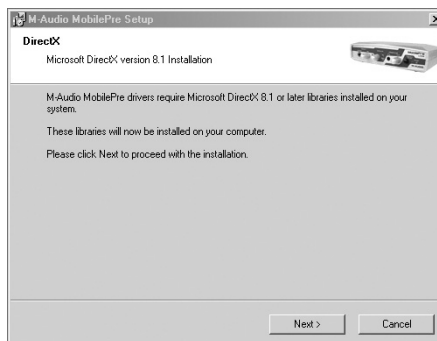 M-Audio MobilePre Setup
DirectX
Microsoft DirectX version 8.1 Installation
M-Audio MobilePre drivers require Microsoft DirectX 8.1 or later libraries installed on your
system.
These libraries will now be installed on your computer.
Please click Next to proceed with the installation.
Next >
Cancel